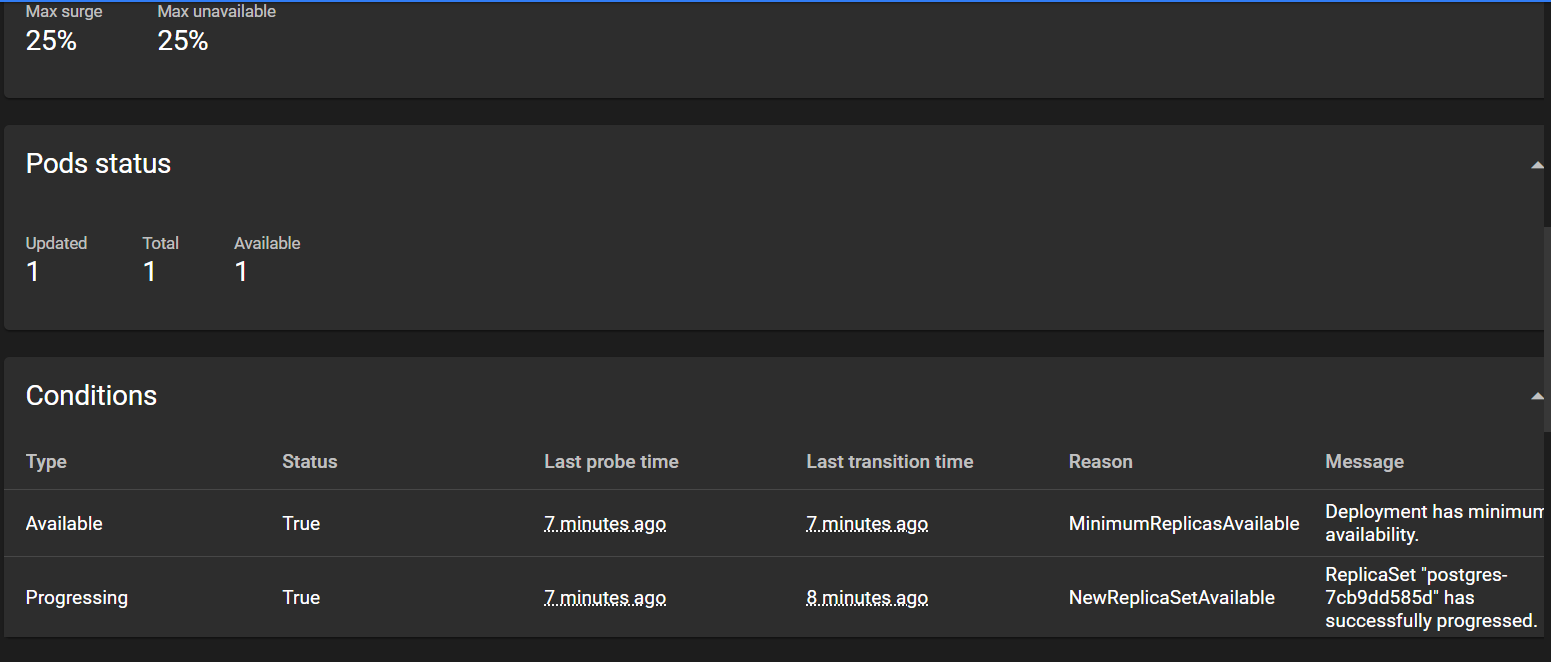 Max surge Max unavailable
25% 25%
Pods status
Updated Total Available
1 1 1
Conditions
Type Status Last probe time Last transition time Reason Message
Available True 7 minutes ago 7 minutes ago MinimumReplicasAvailable Deployment has minimum
availability.
Progressing True 7 minutes ago 8 minutes ago NewReplicaSetAvailable ReplicaSet "postgres-
7cb9dd585d" has
successfully progressed.